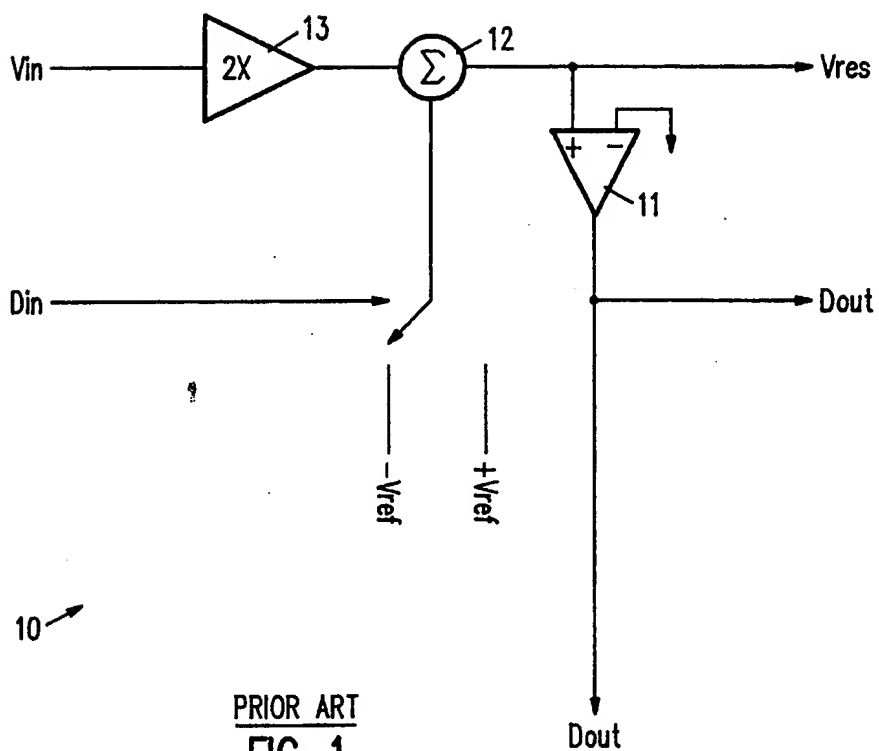 13
12
Vin
2X
Σ
Vres
+ −
11
Din
Dout
−Vref
+Vref
10
PRIOR ART
FIG. 1
Dout